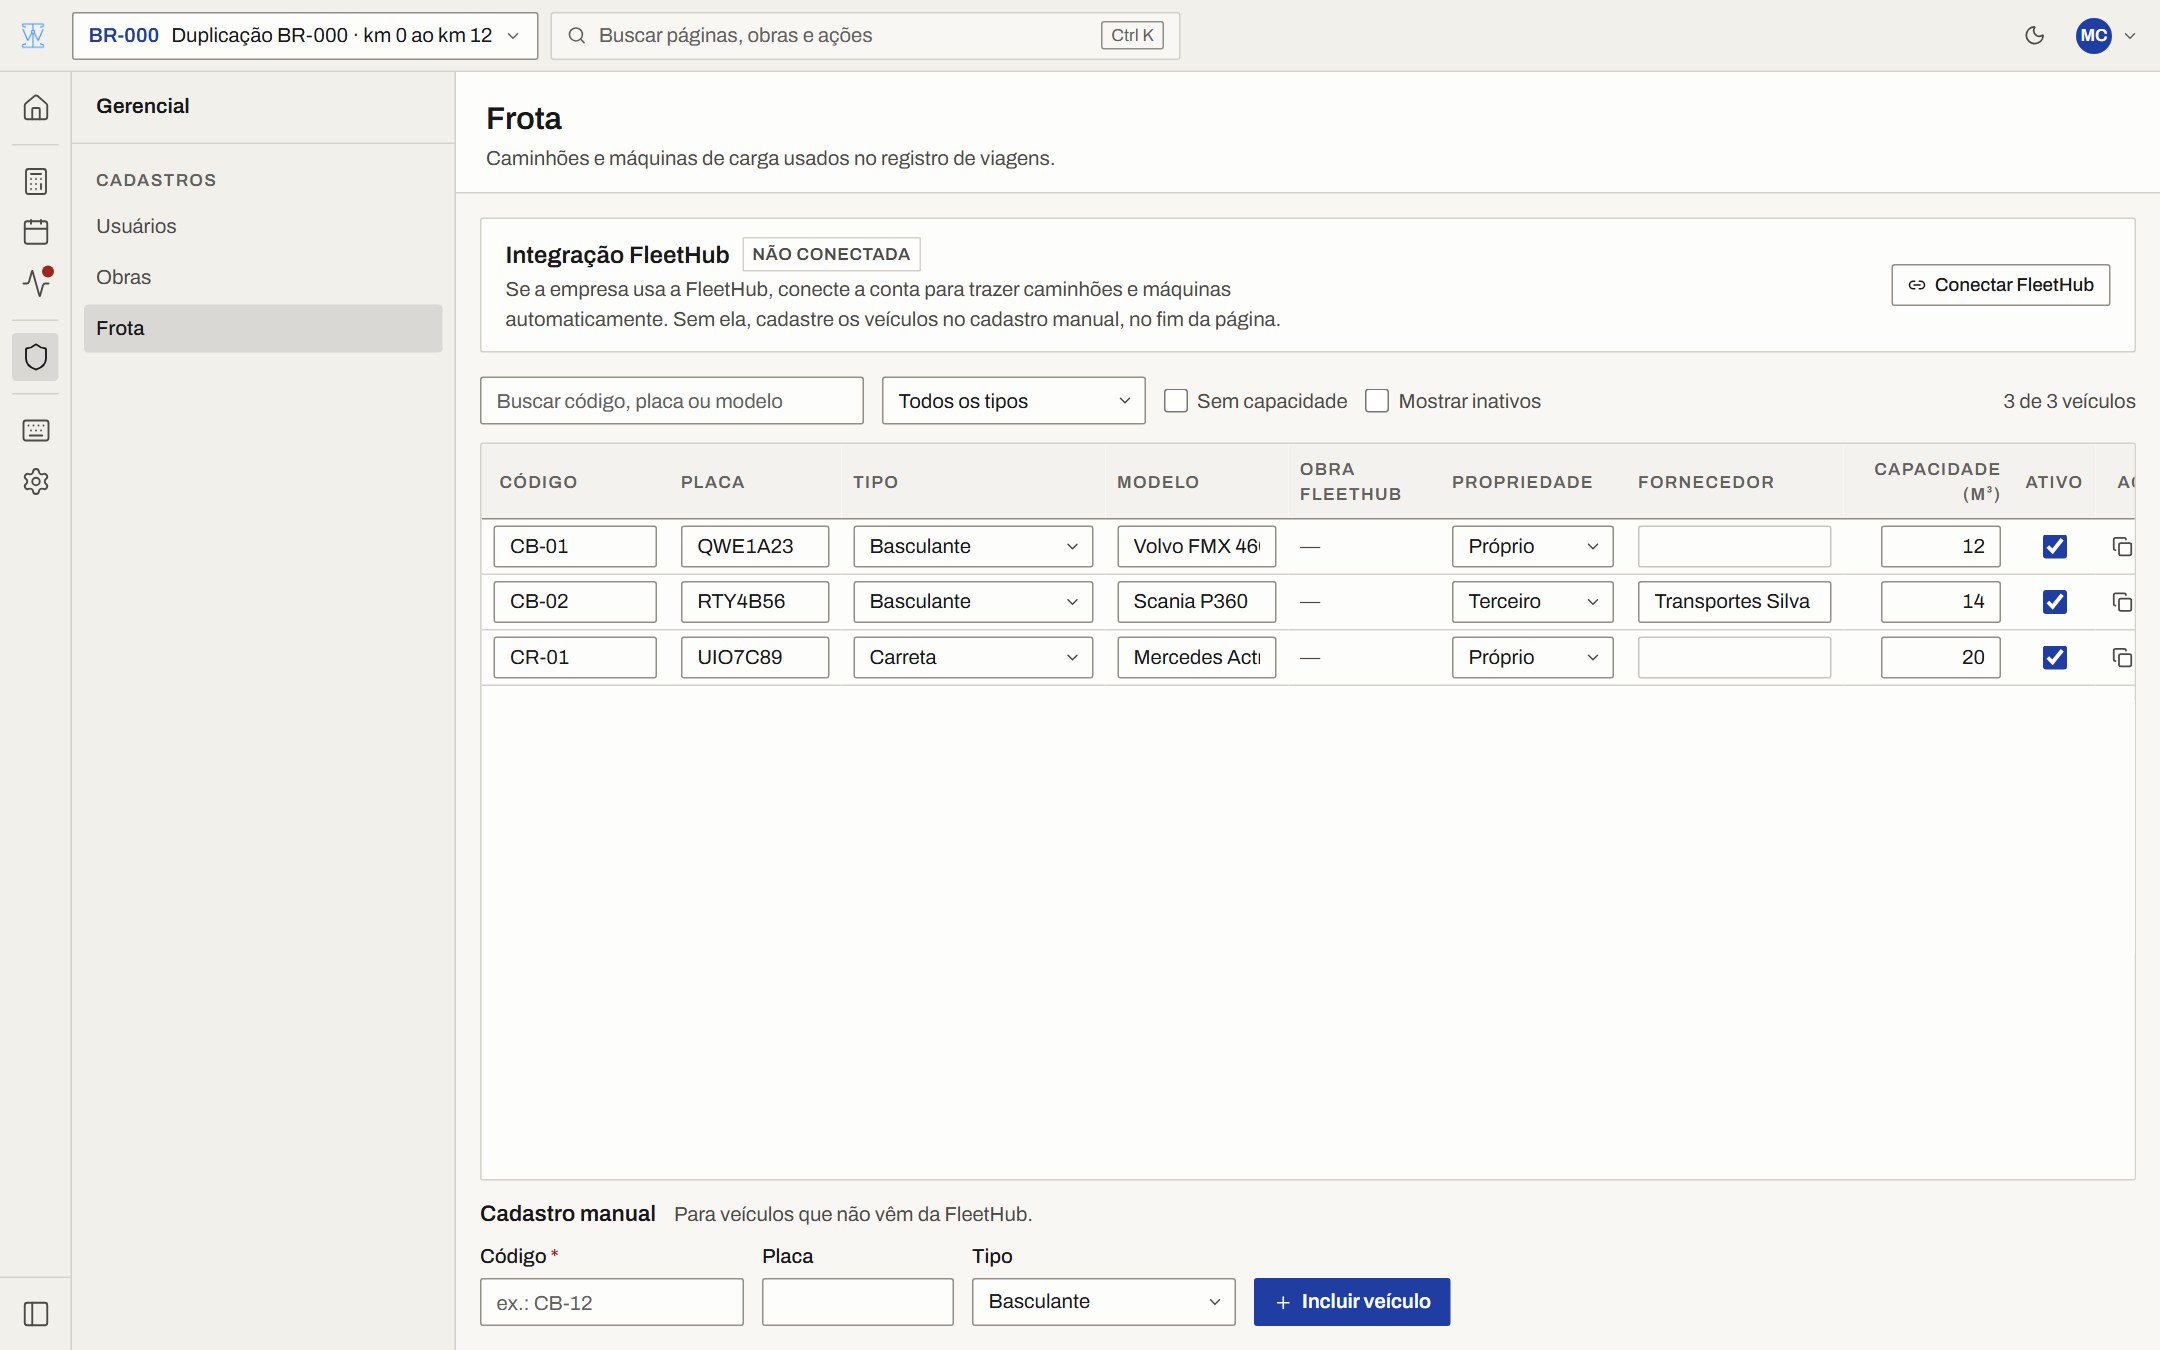 BR-000 Duplicação BR-000 · km 0 ao km 12
Buscar páginas, obras e ações
Ctrl K
MC
Gerencial
CADASTROS
Usuários
Obras
Frota
Frota
Caminhões e máquinas de carga usados no registro de viagens.
Integração FleetHub NÃO CONECTADA
Se a empresa usa a FleetHub, conecte a conta para trazer caminhões e máquinas
automaticamente. Sem ela, cadastre os veículos no cadastro manual, no fim da página.
Conectar FleetHub
Buscar código, placa ou modelo
Todos os tipos
Sem capacidade
Mostrar inativos
3 de 3 veículos
CÓDIGO PLACA TIPO MODELO OBRA FLEETHUB PROPRIEDADE FORNECEDOR CAPACIDADE (M³) ATIVO
CB-01 QWE1A23 Basculante Volvo FMX 46 — Próprio 12
CB-02 RTY4B56 Basculante Scania P360 — Terceiro Transportes Silva 14
CR-01 UIO7C89 Carreta Mercedes Act — Próprio 20
Cadastro manual Para veículos que não vêm da FleetHub.
Código * Placa Tipo
ex.: CB-12 Basculante + Incluir veículo